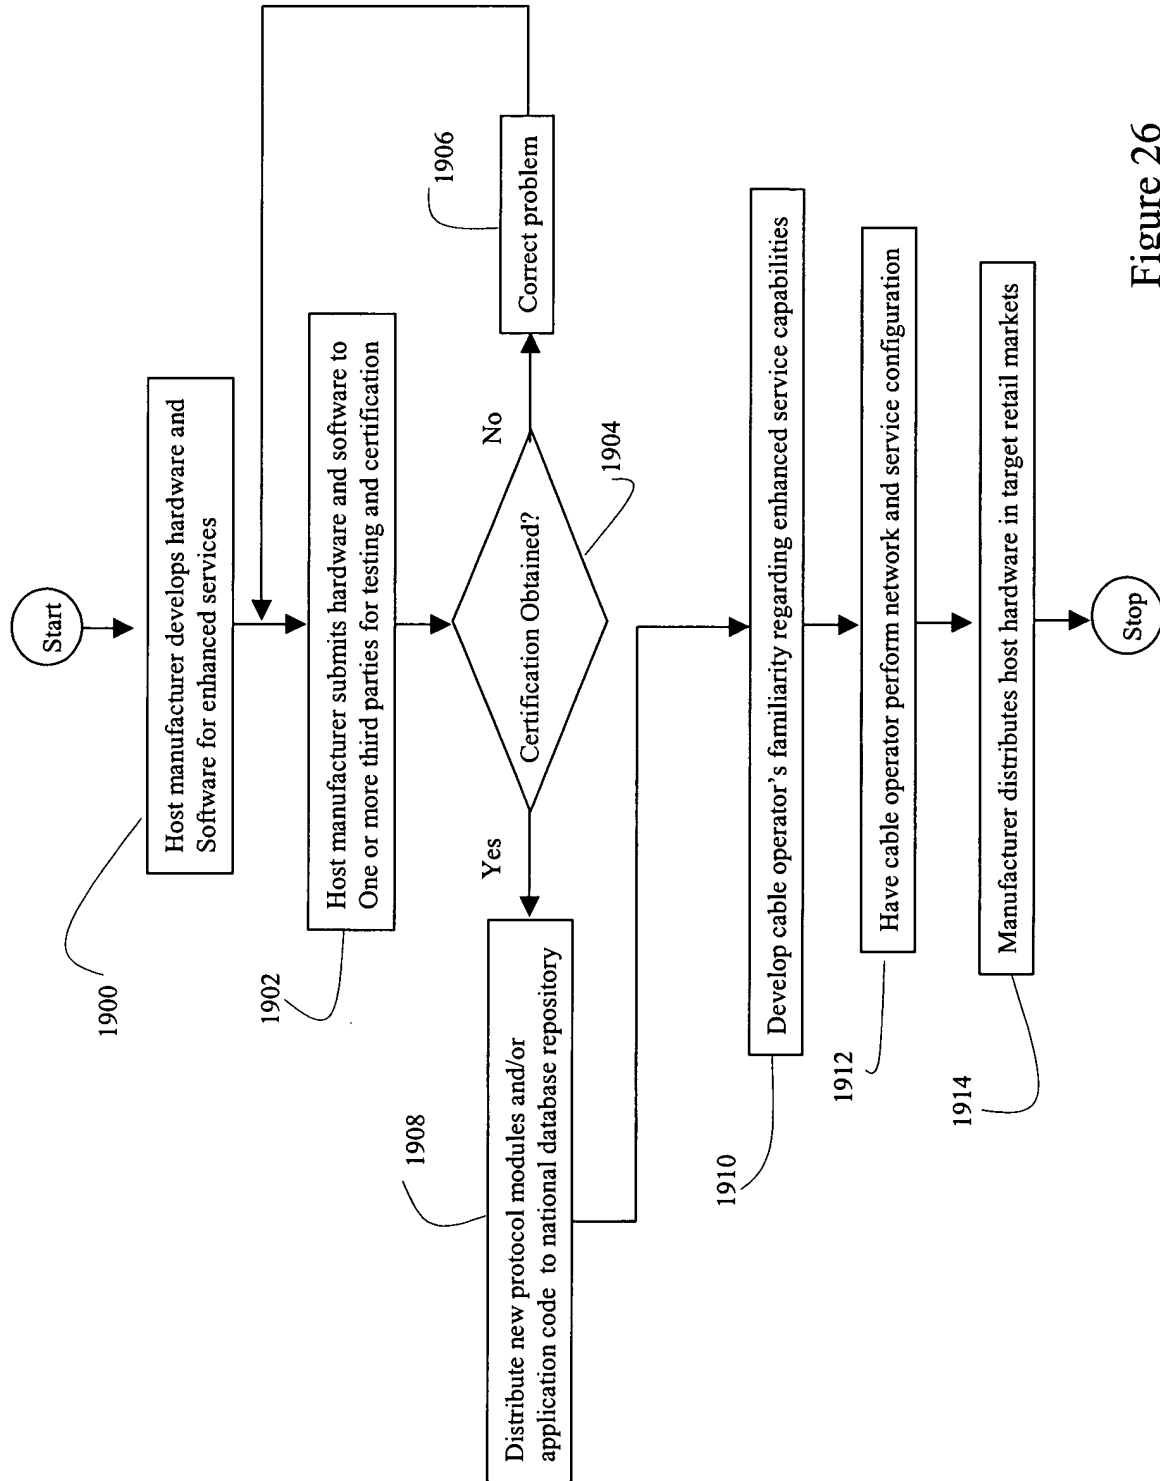 Start
Host manufacturer develops hardware and
Software for enhanced services
1900
Host manufacturer submits hardware and software to
One or more third parties for testing and certification
1902
Certification Obtained?
1904
No
Correct problem
1906
Yes
Distribute new protocol modules and/or
application code to national database repository
1908
Develop cable operator's familiarity regarding enhanced service capabilities
1910
Have cable operator perform network and service configuration
1912
Manufacturer distributes host hardware in target retail markets
1914
Stop
Figure 26